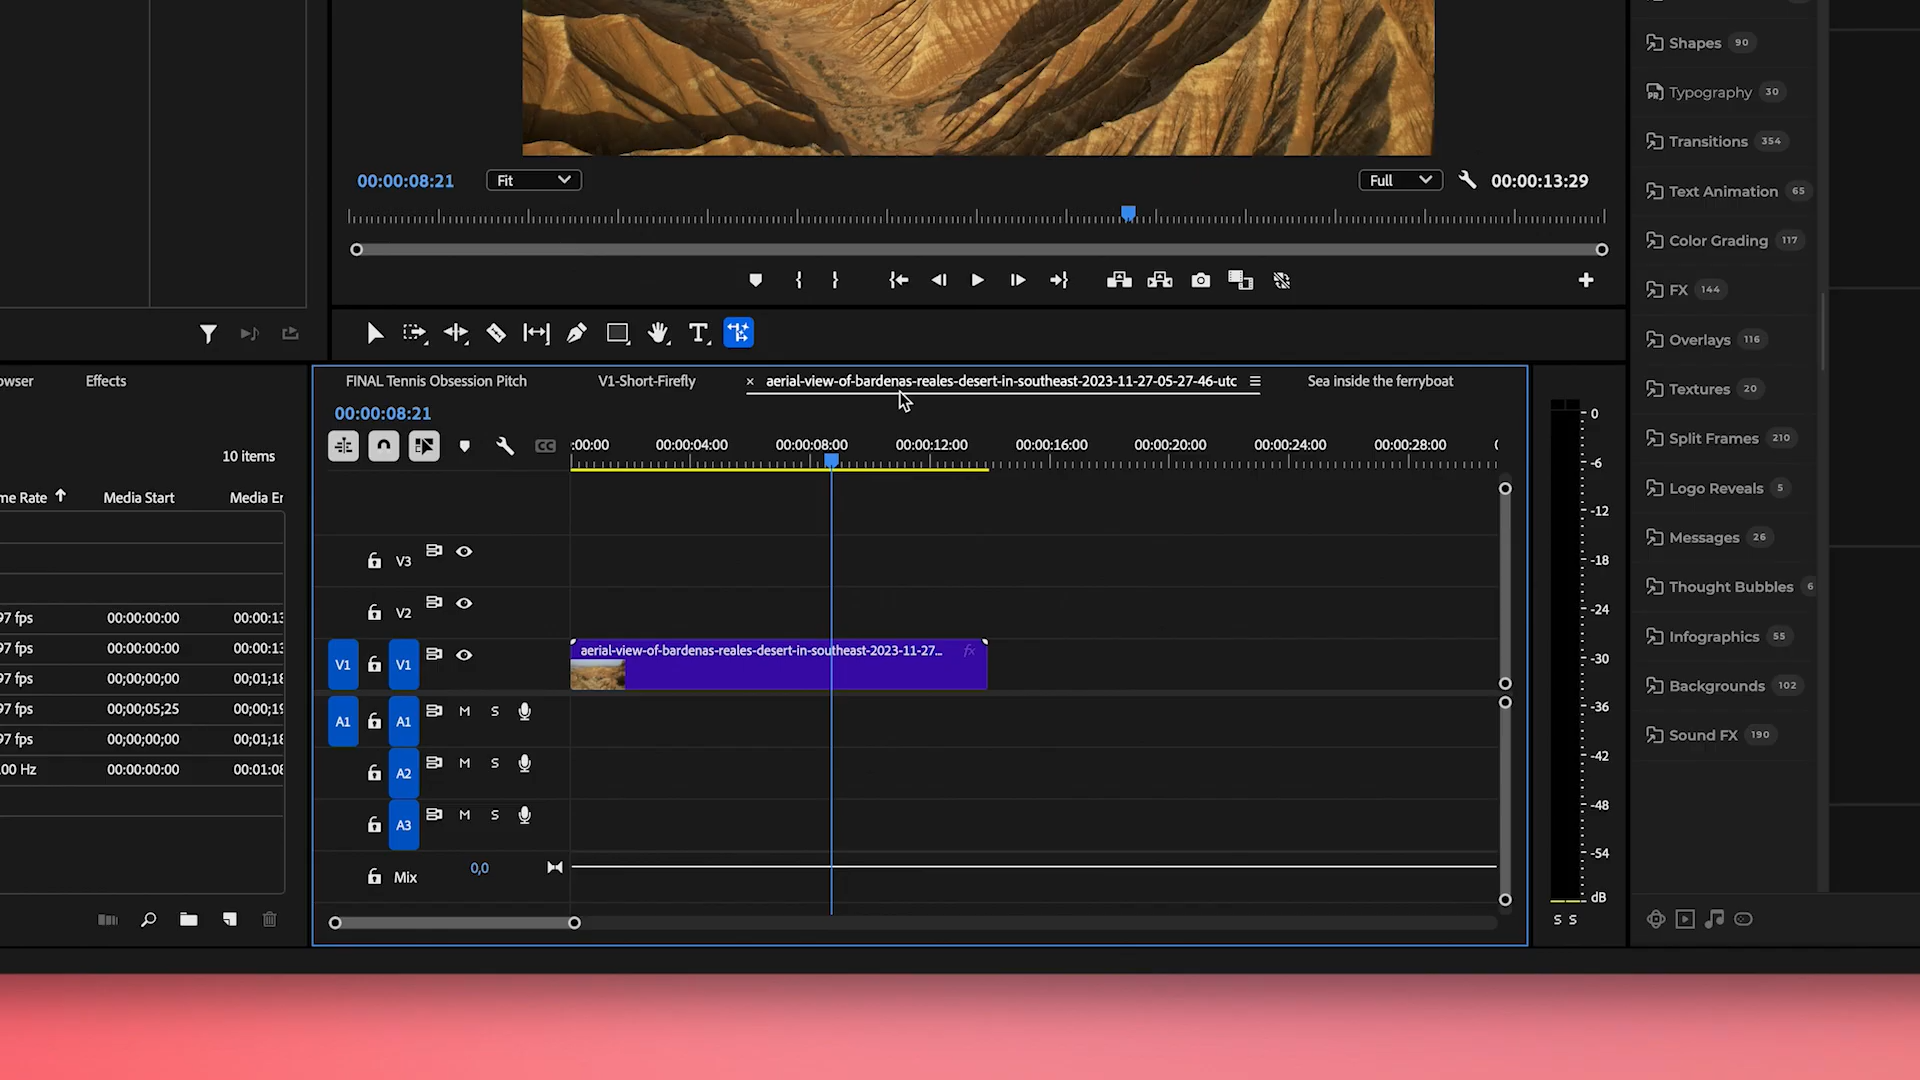 Shapes 90
Typography 30
Transitions 354
Text Animation 65
Color Grading 117
FX 144
Overlays 116
Textures 20
Split Frames 210
Logo Reveals 5
Messages 26
Thought Bubbles 6
Infographics 55
Backgrounds 102
Sound FX 190
00:00:08:21 Fit Full 00:00:13:29
T
owser Effects
10 items
me Rate Media Start Media Er
97 fps 00:00:00:00 00:00:13
97 fps 00:00:00:00 00:00:13
97 fps 00;00;00;00 00;01;18
97 fps 00;00;05;25 00;00;19
97 fps 00;00;00;00 00;01;18
.00 Hz 00:00:00:00 00:01:08
FINAL Tennis Obsession Pitch V1-Short-Firefly × aerial-view-of-bardenas-reales-desert-in-southeast-2023-11-27-05-27-46-utc Sea inside the ferryboat
00:00:08:21
CC :00:00 00:00:04:00 00:00:08:00 00:00:12:00 00:00:16:00 00:00:20:00 00:00:24:00 00:00:28:00
V3
V2
V1 V1 aerial-view-of-bardenas-reales-desert-in-southeast-2023-11-27... fx
A1 A1 M S
A2 M S
A3 M S
Mix 0,0
0
-6
-12
-18
-24
-30
-36
-42
-48
-54
dB
S S